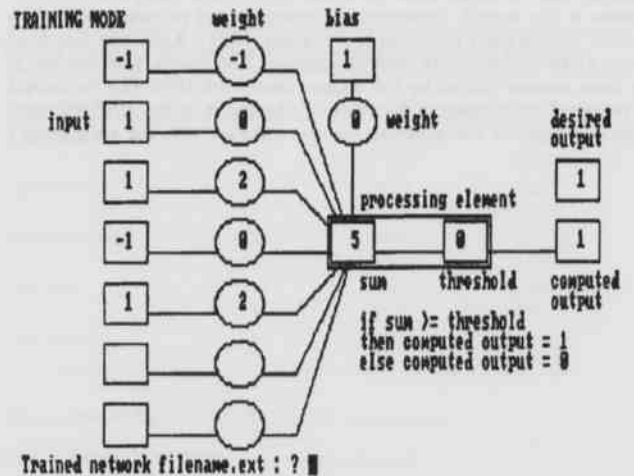 TRAINING MODE weight bias
-1 -1 1
input 1 0 0 weight desired
output
1 2 1
processing element
-1 0 5 0 1
sum threshold computed
output
1 2
if sum >= threshold
then computed output = 1
else computed output = 0
Trained network filename.ext : ?